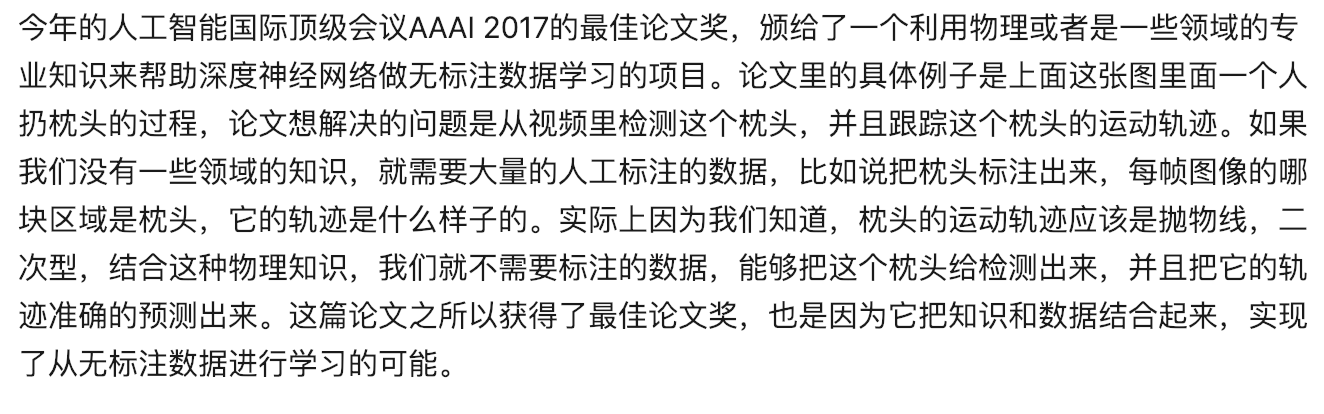 今年的人工智能国际顶级会议AAAI 2017的最佳论文奖，颁给了一个利用物理或者是一些领域的专
业知识来帮助深度神经网络做无标注数据学习的项目。论文里的具体例子是上面这张图里面一个人
扔枕头的过程，论文想解决的问题是从视频里检测这个枕头，并且跟踪这个枕头的运动轨迹。如果
我们没有一些领域的知识，就需要大量的人工标注的数据，比如说把枕头标注出来，每帧图像的哪
块区域是枕头，它的轨迹是什么样子的。实际上因为我们知道，枕头的运动轨迹应该是抛物线，二
次型，结合这种物理知识，我们就不需要标注的数据，能够把这个枕头给检测出来，并且把它的轨
迹准确的预测出来。这篇论文之所以获得了最佳论文奖，也是因为它把知识和数据结合起来，实现
了从无标注数据进行学习的可能。